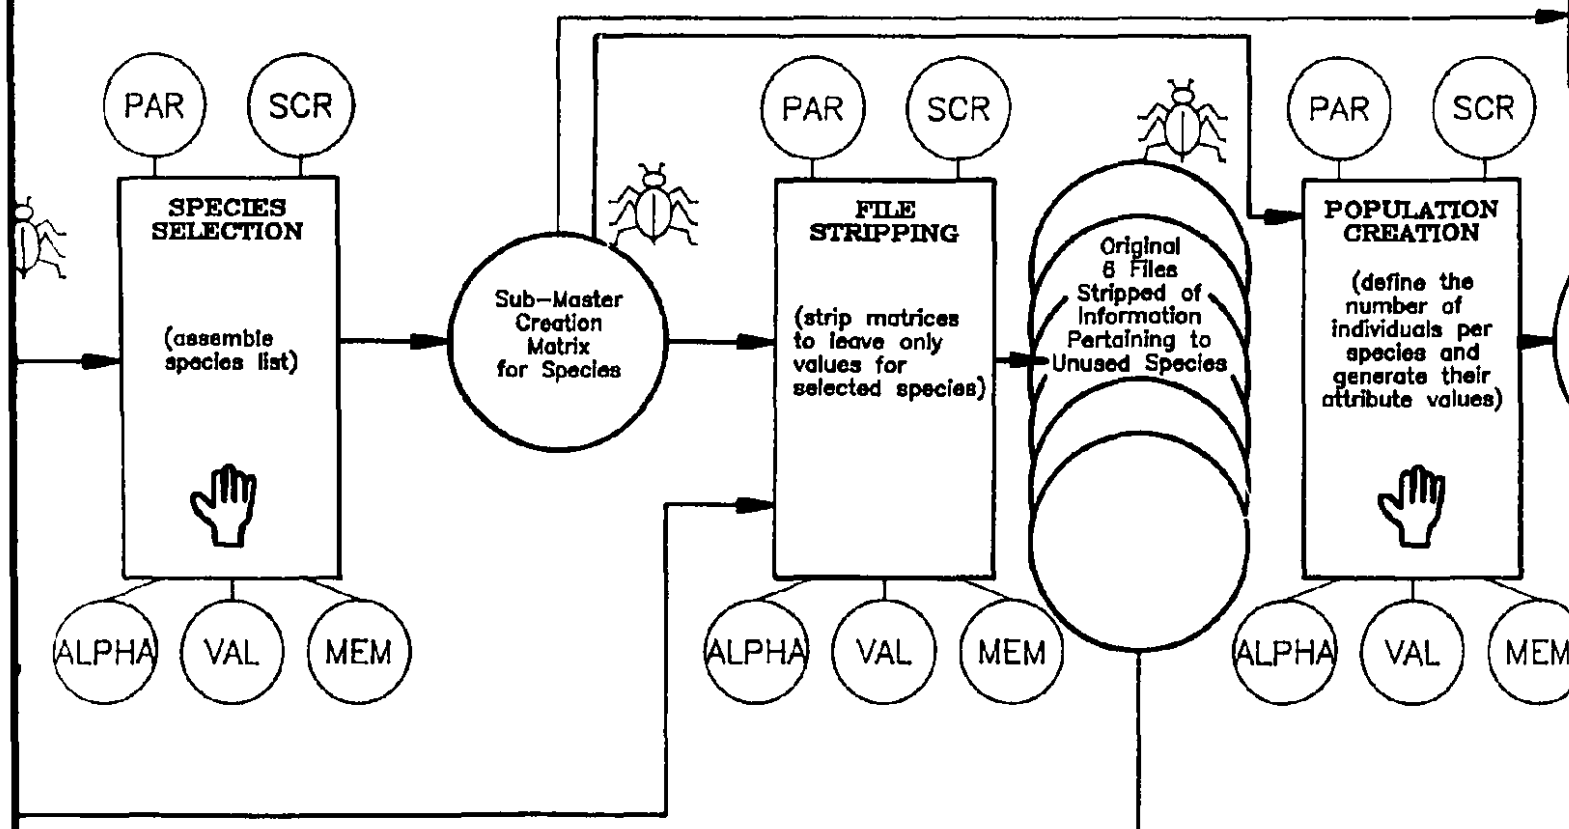 PAR
SCR
SPECIES
SELECTION
(assemble
species list)
ALPHA
VAL
MEM
Sub-Master
Creation
Matrix
for Species
PAR
SCR
FILE
STRIPPING
(strip matrices
to leave only
values for
selected species)
ALPHA
VAL
MEM
Original
6 Files
Stripped of
Information
Pertaining to
Unused Species
PAR
SCR
POPULATION
CREATION
(define the
number of
individuals per
species and
generate their
attribute values)
ALPHA
VAL
MEM